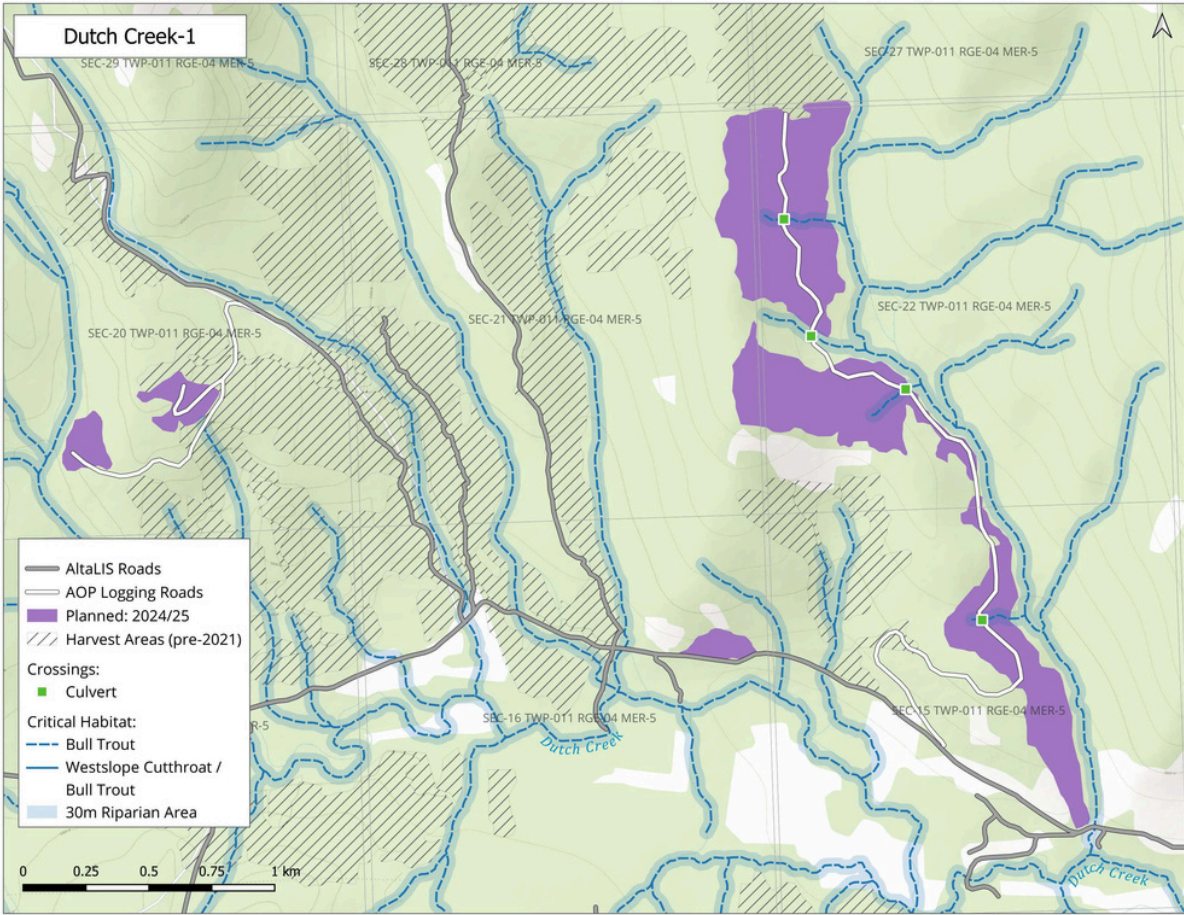 Dutch Creek-1
SEC-29 TWP-011 RGE-04 MER-5
SEC-28 TWP-011 RGE-04 MER-5
SEC-27 TWP-011 RGE-04 MER-5
SEC-20 TWP-011 RGE-04 MER-5
SEC-21 TWP-011 RGE-04 MER-5
SEC-22 TWP-011 RGE-04 MER-5
SEC-16 TWP-011 RGE-04 MER-5
SEC-15 TWP-011 RGE-04 MER-5
R-5
Dutch Creek
Dutch Creek
AltaLIS Roads
AOP Logging Roads
Planned: 2024/25
Harvest Areas (pre-2021)
Crossings:
Culvert
Critical Habitat:
Bull Trout
Westslope Cutthroat /
Bull Trout
30m Riparian Area
0 0.25 0.5 0.75 1 km